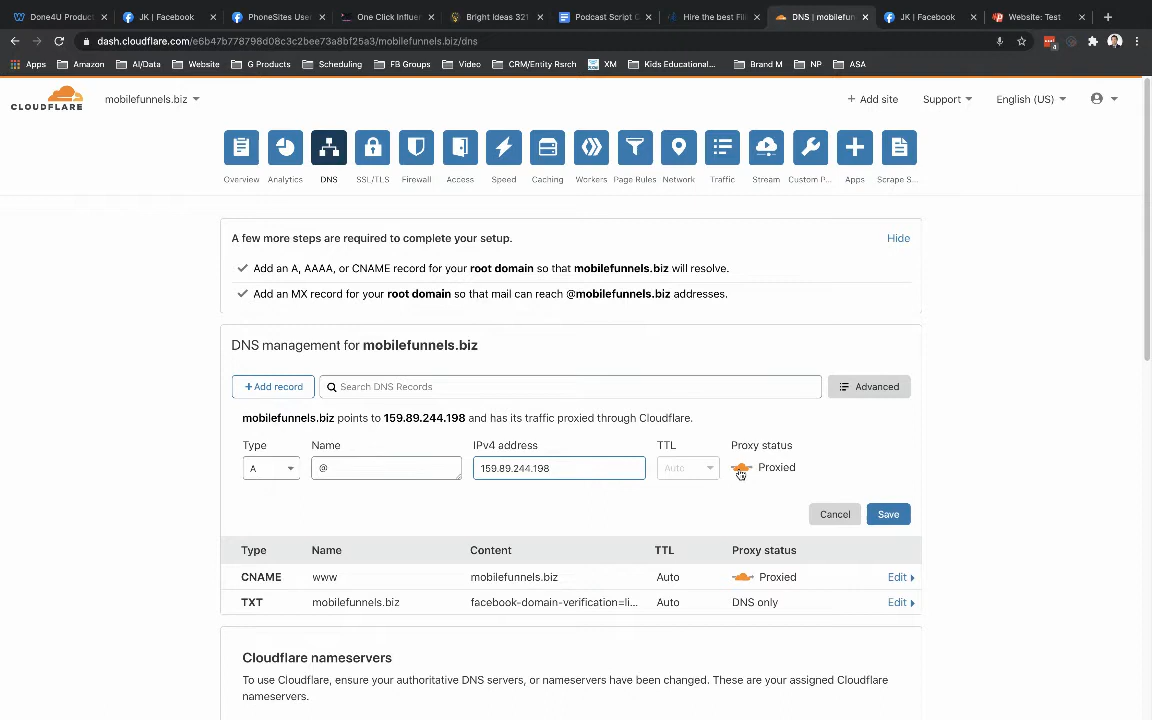 Done4U Product
JK | Facebook
PhoneSites User
One Click Influer
Bright Ideas 321
Podcast Script C
Hire the best Fil
DNS | mobilefun
JK | Facebook
Website: Test
dash.cloudflare.com/e6b47b778798d08c3c2bee73a8bf25a3/mobilefunnels.biz/dns
4
Apps
Amazon
AI/Data
Website
G Products
Scheduling
FB Groups
Video
CRM/Entity Rsrch
XM
Kids Educational...
Brand M
NP
ASA
CLOUDFLARE
mobilefunnels.biz
+ Add site
Support
English (US)
Overview
Analytics
DNS
SSL/TLS
Firewall
Access
Speed
Caching
Workers
Page Rules
Network
Traffic
Stream
Custom P...
Apps
Scrape S...
A few more steps are required to complete your setup.
Hide
Add an A, AAAA, or CNAME record for your root domain so that mobilefunnels.biz will resolve.
Add an MX record for your root domain so that mail can reach @mobilefunnels.biz addresses.
DNS management for mobilefunnels.biz
+ Add record
Search DNS Records
Advanced
mobilefunnels.biz points to 159.89.244.198 and has its traffic proxied through Cloudflare.
Type Name IPv4 address TTL Proxy status
A @ 159.89.244.198 Auto Proxied
Cancel Save
Type Name Content TTL Proxy status
CNAME www mobilefunnels.biz Auto Proxied Edit
TXT mobilefunnels.biz facebook-domain-verification=li... Auto DNS only Edit
Cloudflare nameservers
To use Cloudflare, ensure your authoritative DNS servers, or nameservers have been changed. These are your assigned Cloudflare
nameservers.